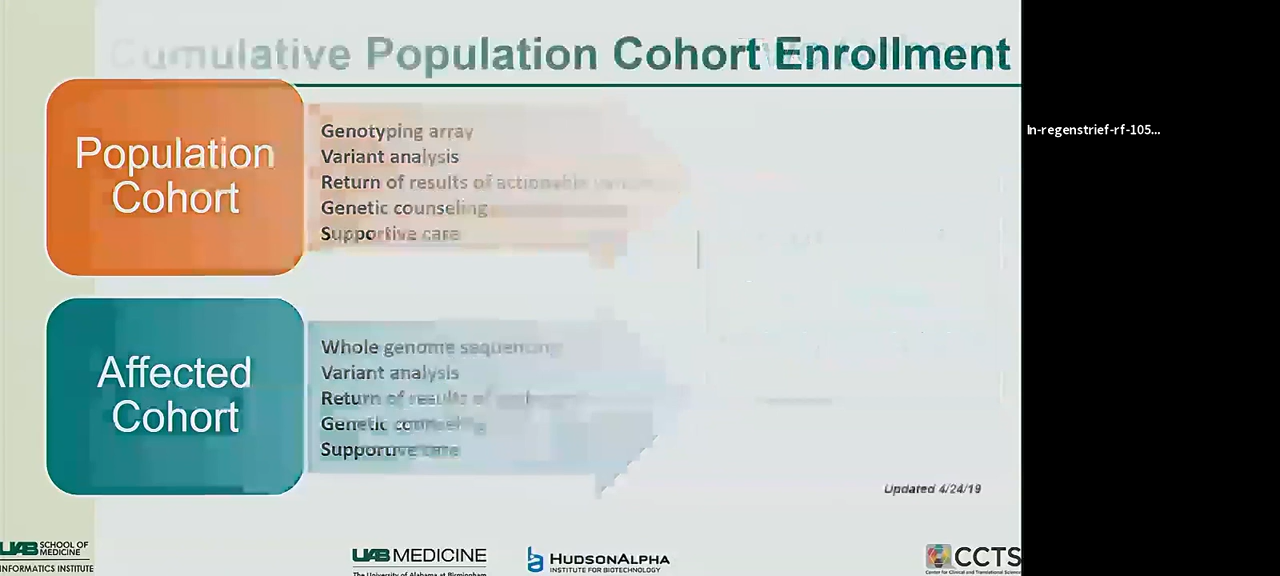 Cumulative Population Cohort Enrollment
Population
Cohort
Genotyping array
Variant analysis
Return of results of actionable
Genetic counseling
Supportive care
Affected
Cohort
Whole genome sequencing
Variant analysis
Return of results of
Genetic counseling
Supportive care
Updated 4/24/19
ln-regenstrief-rf-105...
UAB SCHOOL OF
MEDICINE
INFORMATICS INSTITUTE
UAB MEDICINE
The University of Alabama at Birmingham
HUDSONALPHA
INSTITUTE FOR BIOTECHNOLOGY
CCTS
Center for Clinical and Translational Science